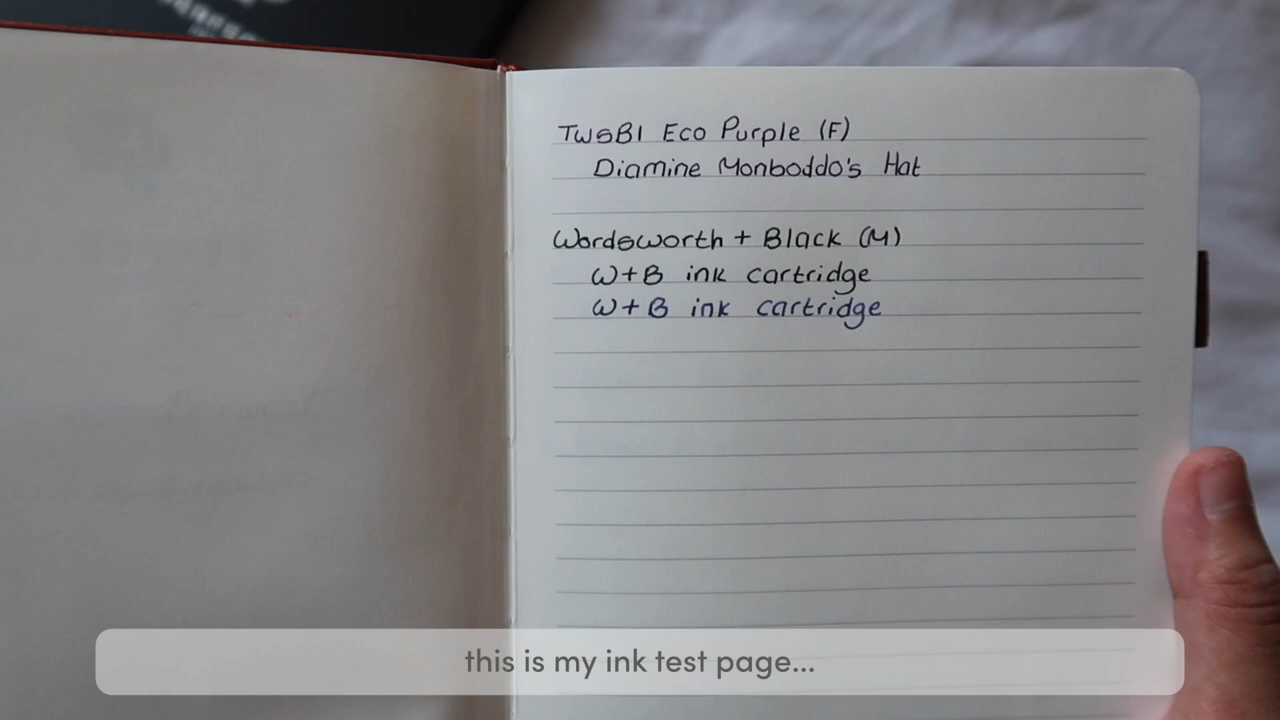 TWSBI Eco Purple (F)
Diamine Monboddo's Hat
Wordsworth + Black (M)
W+B ink cartridge
W+B ink cartridge
this is my ink test page...